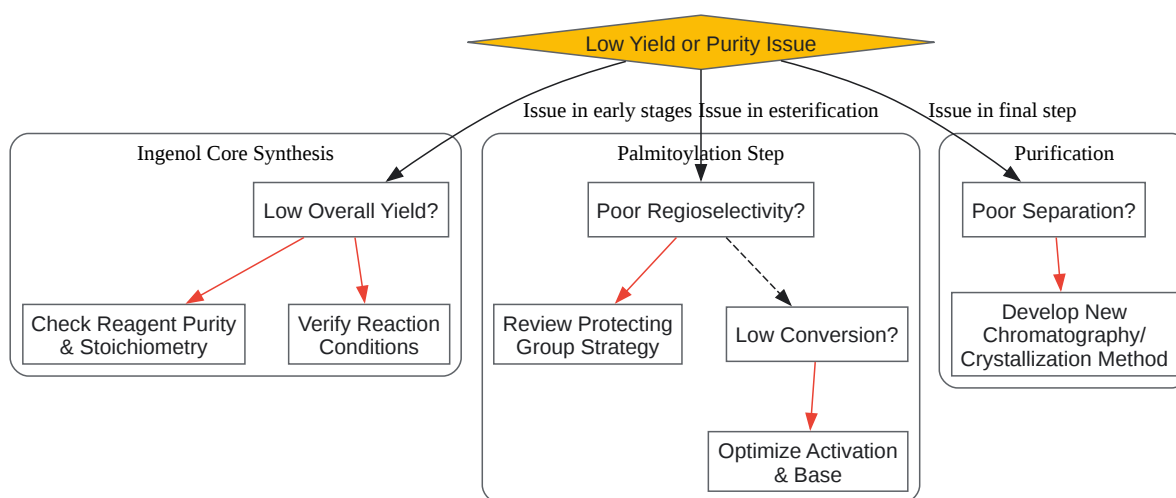 Low Yield or Purity Issue
Issue in early stages
Issue in esterification
Issue in final step
Ingenol Core Synthesis
Low Overall Yield?
Check Reagent Purity
& Stoichiometry
Verify Reaction
Conditions
Palmitoylation Step
Poor Regioselectivity?
Review Protecting
Group Strategy
Low Conversion?
Optimize Activation
& Base
Purification
Poor Separation?
Develop New
Chromatography/
Crystallization Method